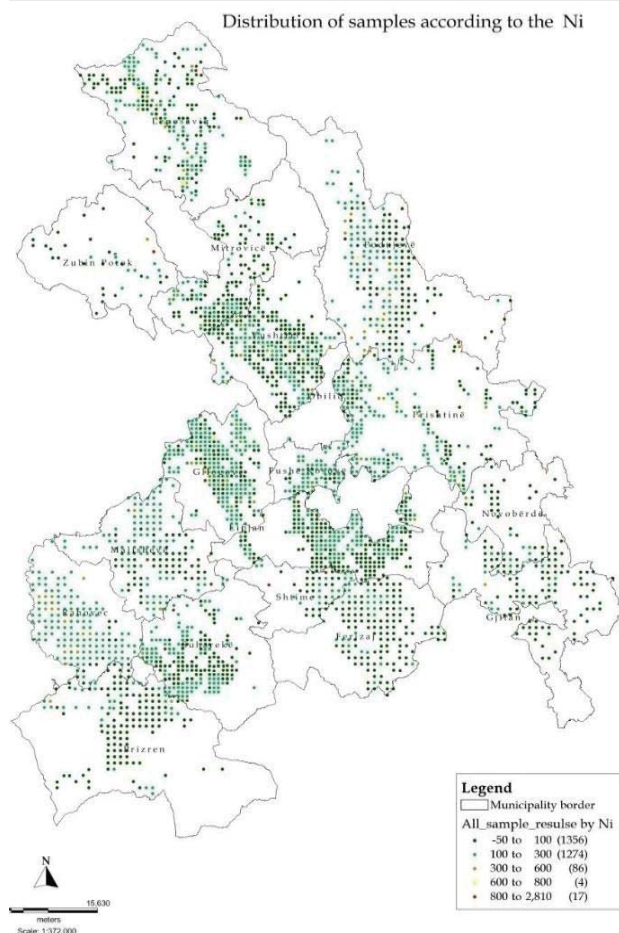 Distribution of samples according to the Ni
Mitrovicë
Zubin Potok
Prishtinë
Novobërdë
Shtime
Ferizaj
Gjilan
Prizren
Legend
Municipality border
All_sample_resulse by Ni
-50 to 100 (1356)
100 to 300 (1274)
300 to 600 (86)
600 to 800 (4)
800 to 2,810 (17)
N
15,630
meters
Scale: 1:372,000